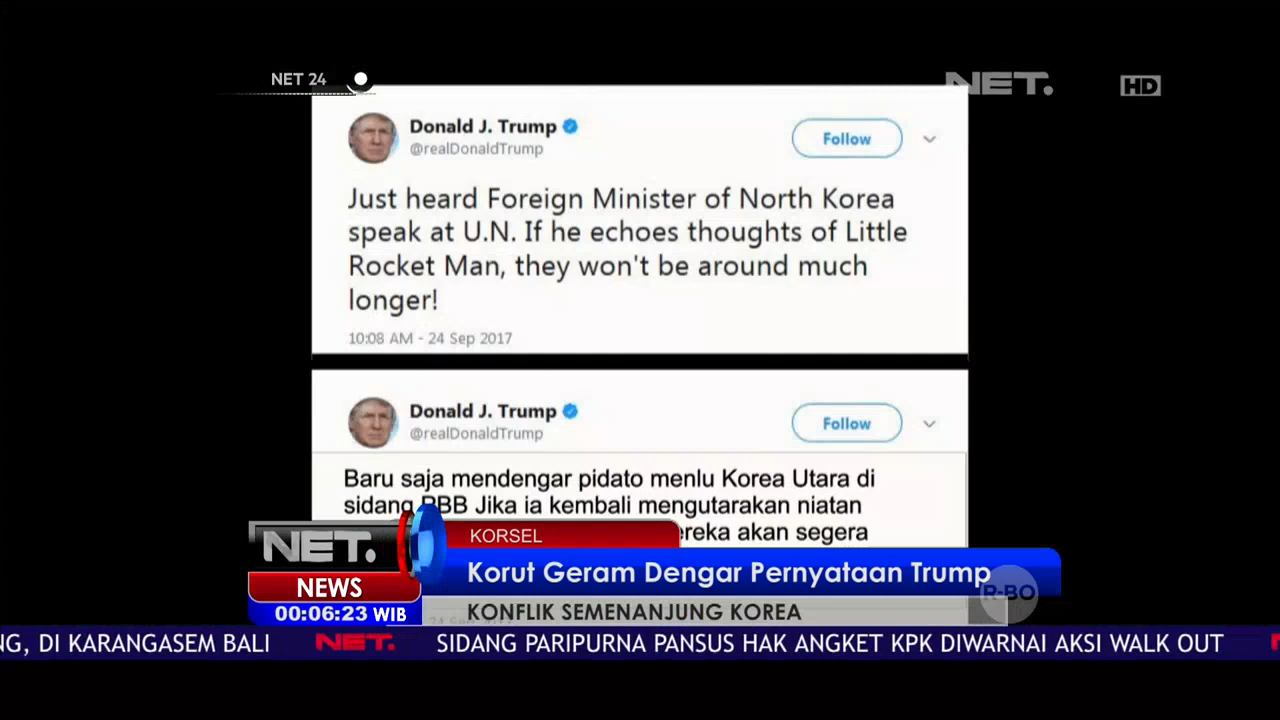 NET 24
NET.
HD
Donald J. Trump
@realDonaldTrump
Follow
Just heard Foreign Minister of North Korea
speak at U.N. If he echoes thoughts of Little
Rocket Man, they won't be around much
longer!
10:08 AM - 24 Sep 2017
Donald J. Trump
@realDonaldTrump
Follow
Baru saja mendengar pidato menlu Korea Utara di
sidang PBB Jika ia kembali mengutarakan niatan
akan segera
NET.
NEWS
00:06:23 WIB
KORSEL
Korut Geram Dengar Pernyataan Trump
R-BO
KONFLIK SEMENANJUNG KOREA
DI KARANGASEM BALI NET. SIDANG PARIPURNA PANSUS HAK ANGKET KPK DIWARNAI AKSI WALK OUT